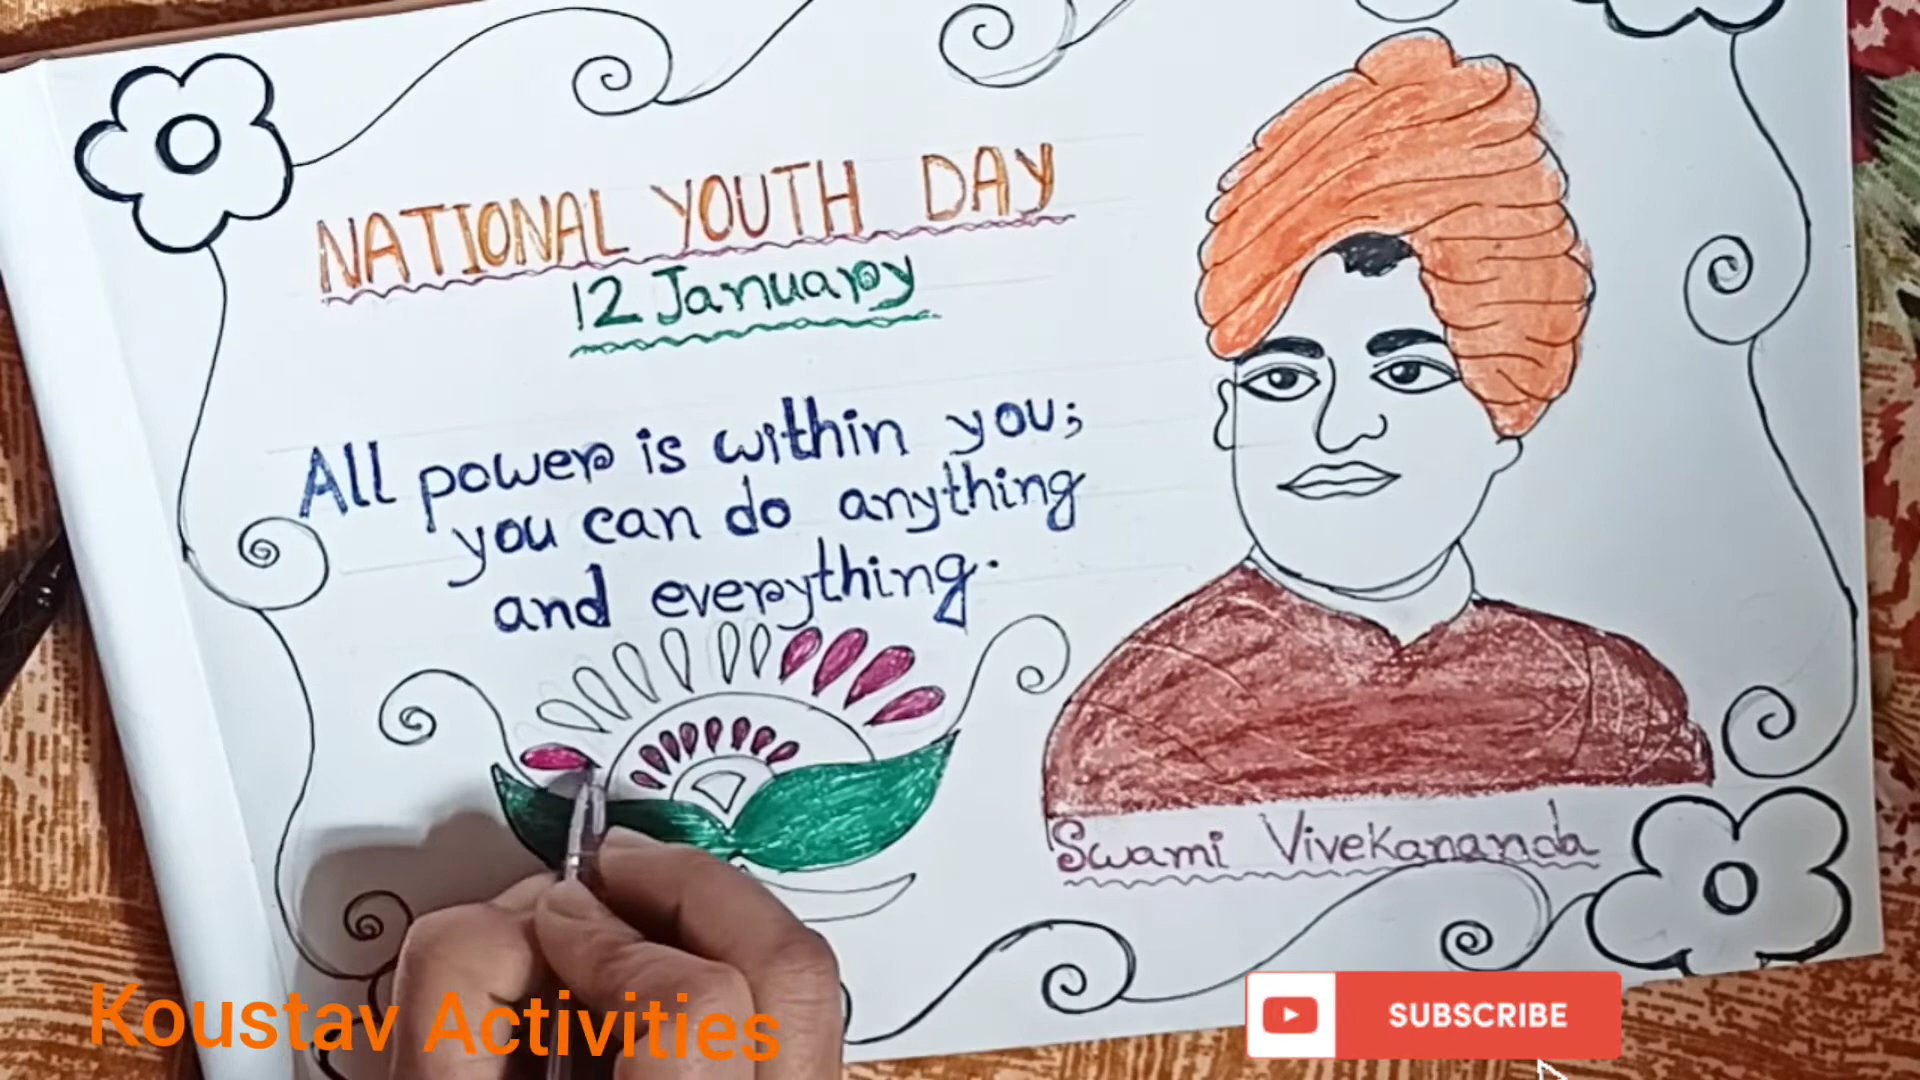 NATIONAL YOUTH DAY
12 January
All power is within you;
you can do anything
and everything.
Swami Vivekananda
Koustav Activities
SUBSCRIBE